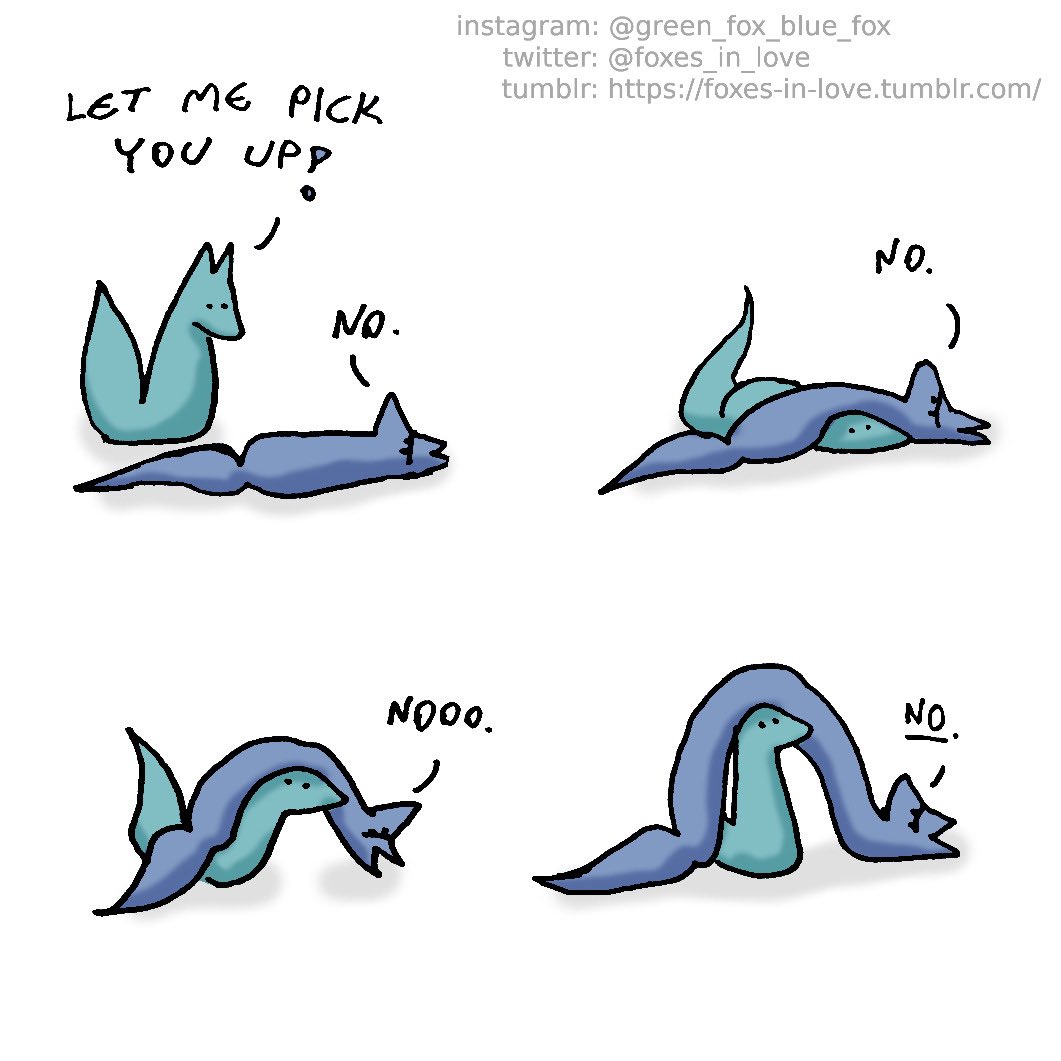 instagram: @green_fox_blue_fox
twitter: @foxes_in_love
tumblr: https://foxes-in-love.tumblr.com/
LET ME PICK
YOU UP!
NO.
NO.
NOOO.
NO.